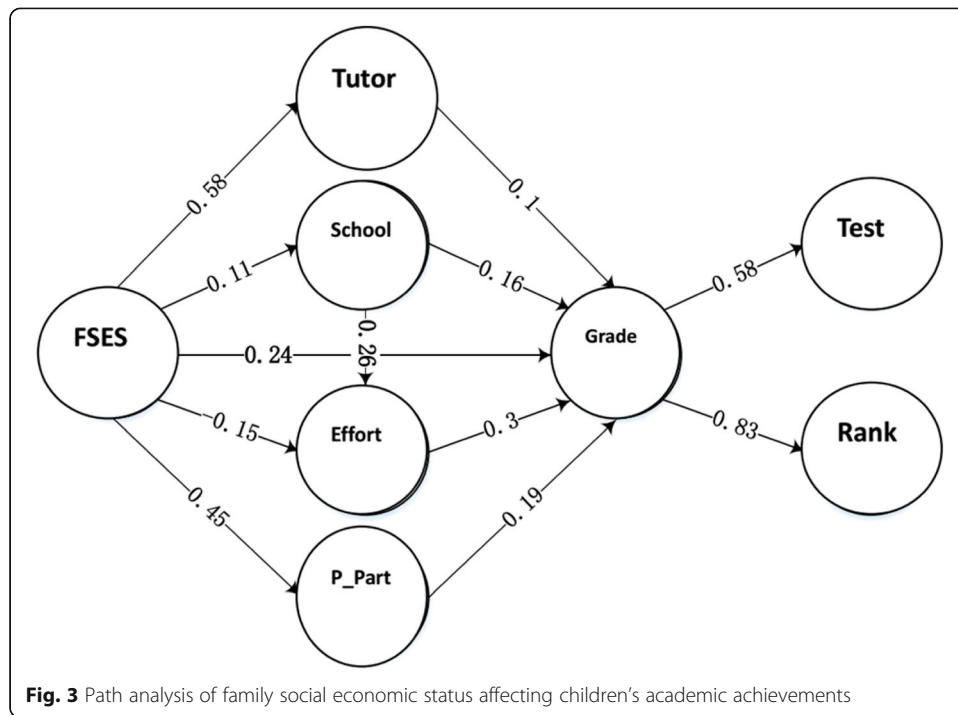 Tutor
0.58
0.1
School
Test
0.11
0.16
0.58
FSES
0.26
Grade
0.24
-0.15
Effort
0.3
0.83
Rank
0.45
0.19
P_Part
Fig. 3 Path analysis of family social economic status affecting children's academic achievements